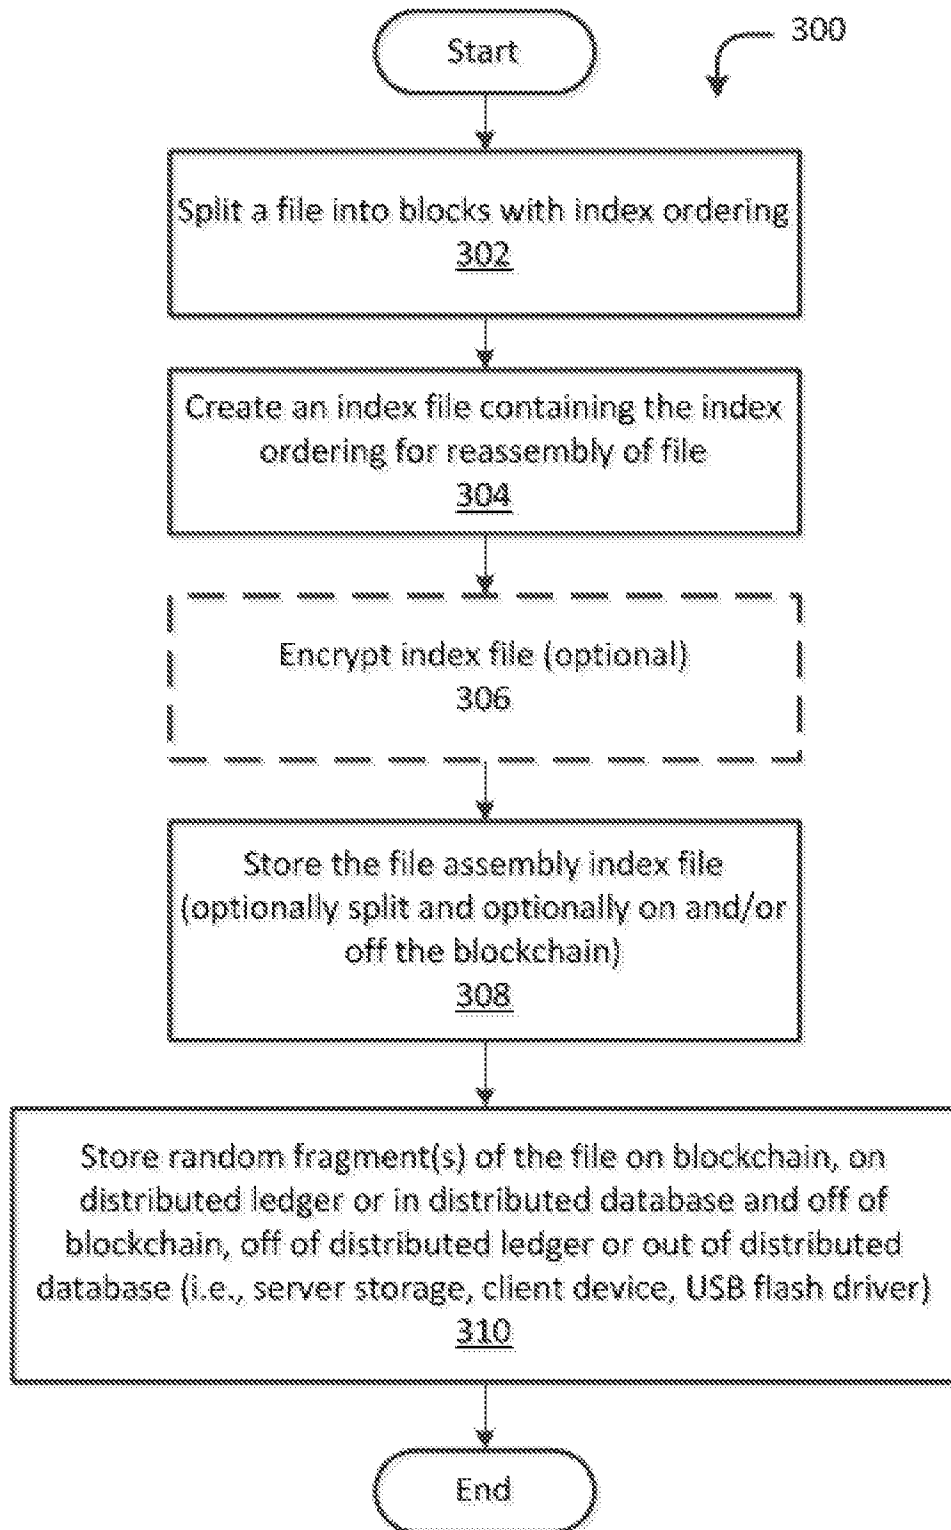 Start
300
Split a file into blocks with index ordering
302
Create an index file containing the index
ordering for reassembly of file
304
Encrypt index file (optional)
306
Store the file assembly index file
(optionally split and optionally on and/or
off the blockchain)
308
Store random fragment(s) of the file on blockchain, on
distributed ledger or in distributed database and off of
blockchain, off of distributed ledger or out of distributed
database (i.e., server storage, client device, USB flash driver)
310
End